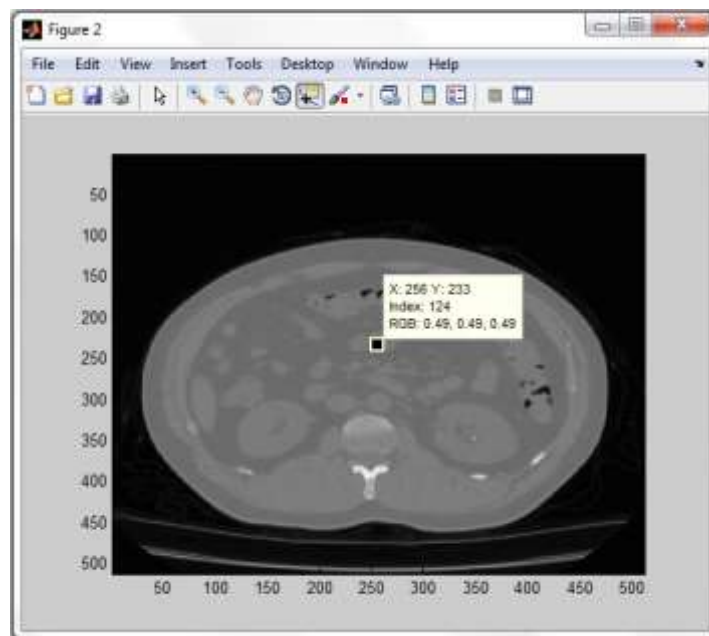 Figure 2
File Edit View Insert Tools Desktop Window Help
50
100
150
200
250
300
350
400
450
500
X: 256 Y: 233
Index: 124
RGB: 0.49, 0.49, 0.49
50 100 150 200 250 300 350 400 450 500